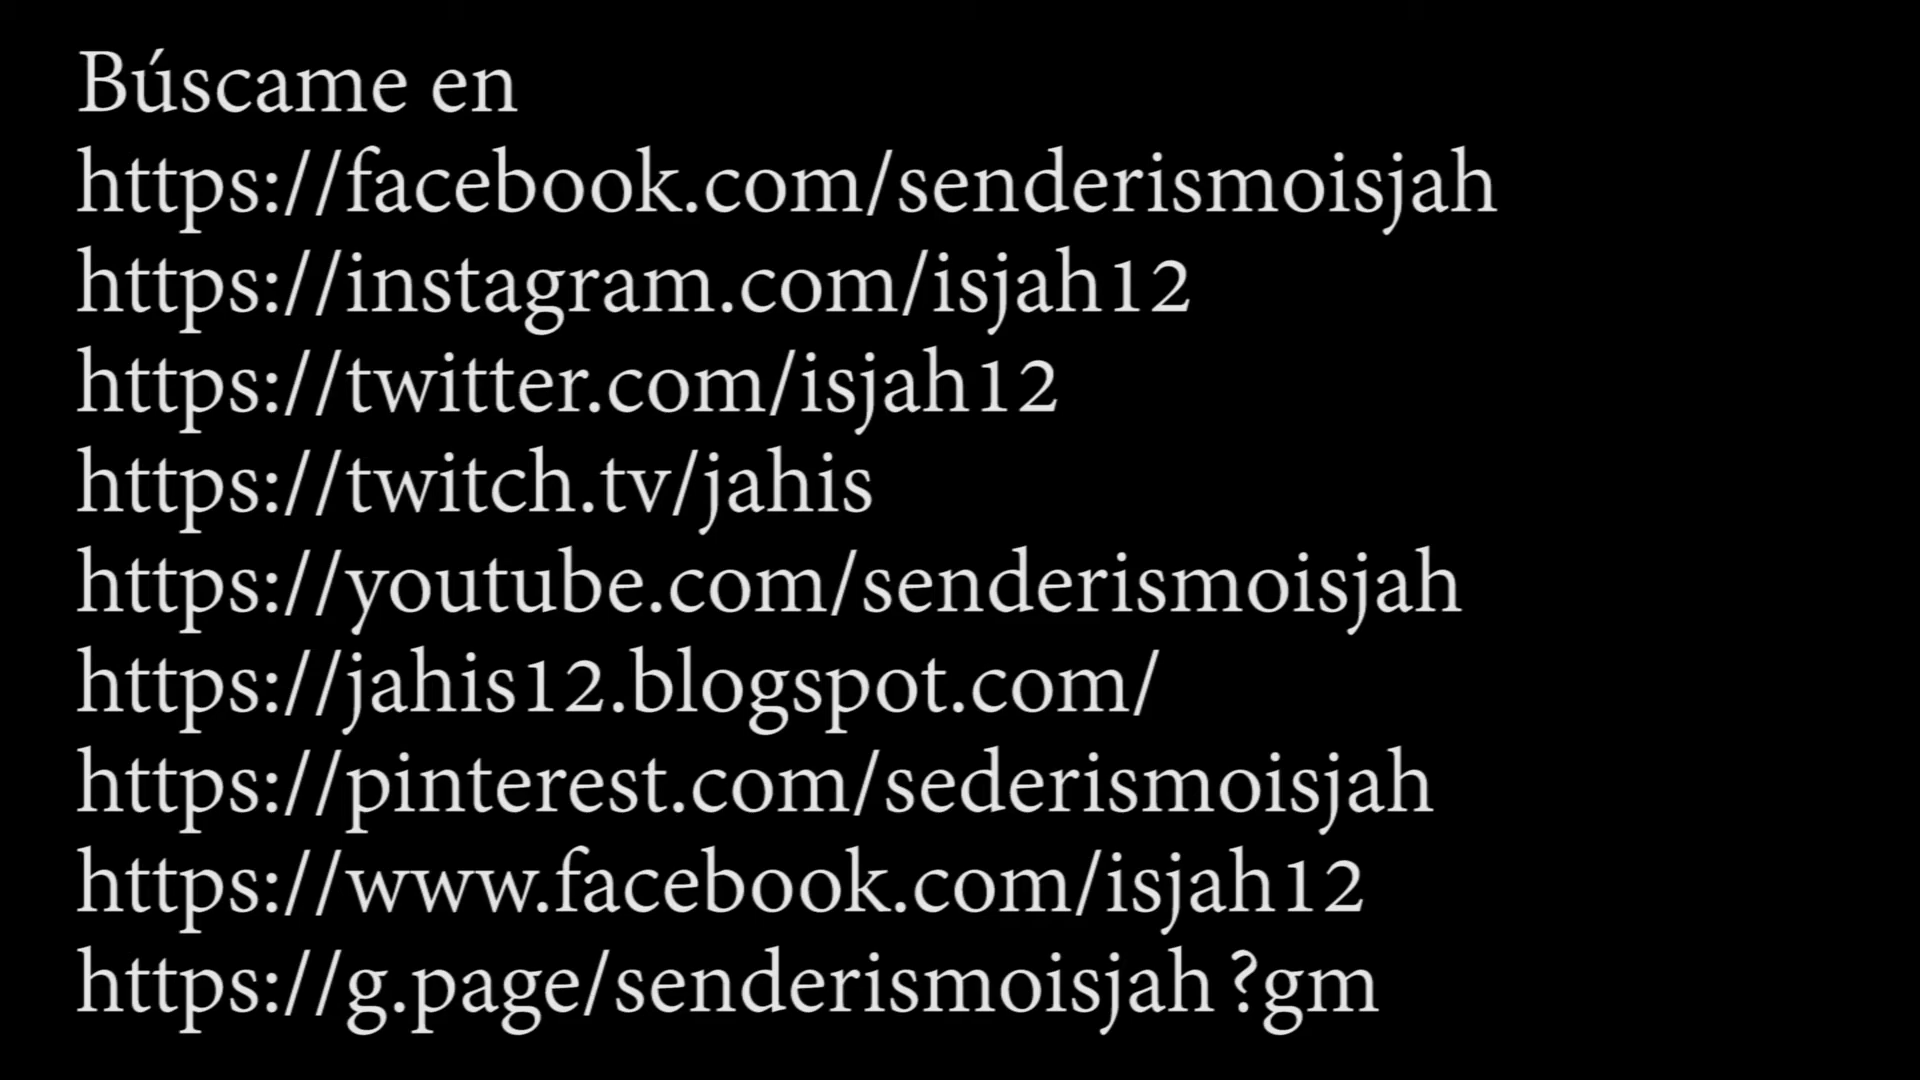 Búscame en
https://facebook.com/senderismoisjah
https://instagram.com/isjah12
https://twitter.com/isjah12
https://twitch.tv/jahis
https://youtube.com/senderismoisjah
https://jahis12.blogspot.com/
https://pinterest.com/sederismoisjah
https://www.facebook.com/isjah12
https://g.page/senderismoisjah?gm